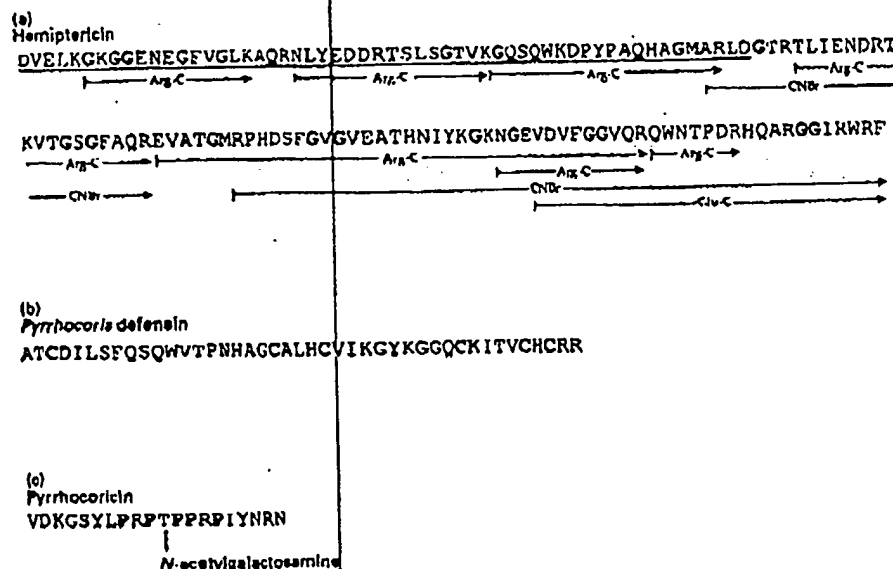 (a)
Hemiptericin
DVELKGKGGENEGFVGLKAQRNLYEDDRTSLSGTVKGQSQWKDPYPAQHAGMARLDGTRTLIENDRT
Arg-C Arg-C Arg-C Arg-C
CNBr
KVTGSGFAQREVATGMRPHDSFGVGVEATHNIYKGKNGEVDVFGGVQRQWNTPDRHQARGGIRWRF
Arg-C Arg-C Arg-C
Arg-C
CNBr CNBr
Glu-C
(b)
Pyrrhocoris defensin
ATCDILSFQSQWVTPNHAGCALHCVIKGYKGGQCKITVCHCRR
(c)
Pyrrhocoricin
VDKGSYLPRPTPPRPIYNRN
N-acetylgalactosamine